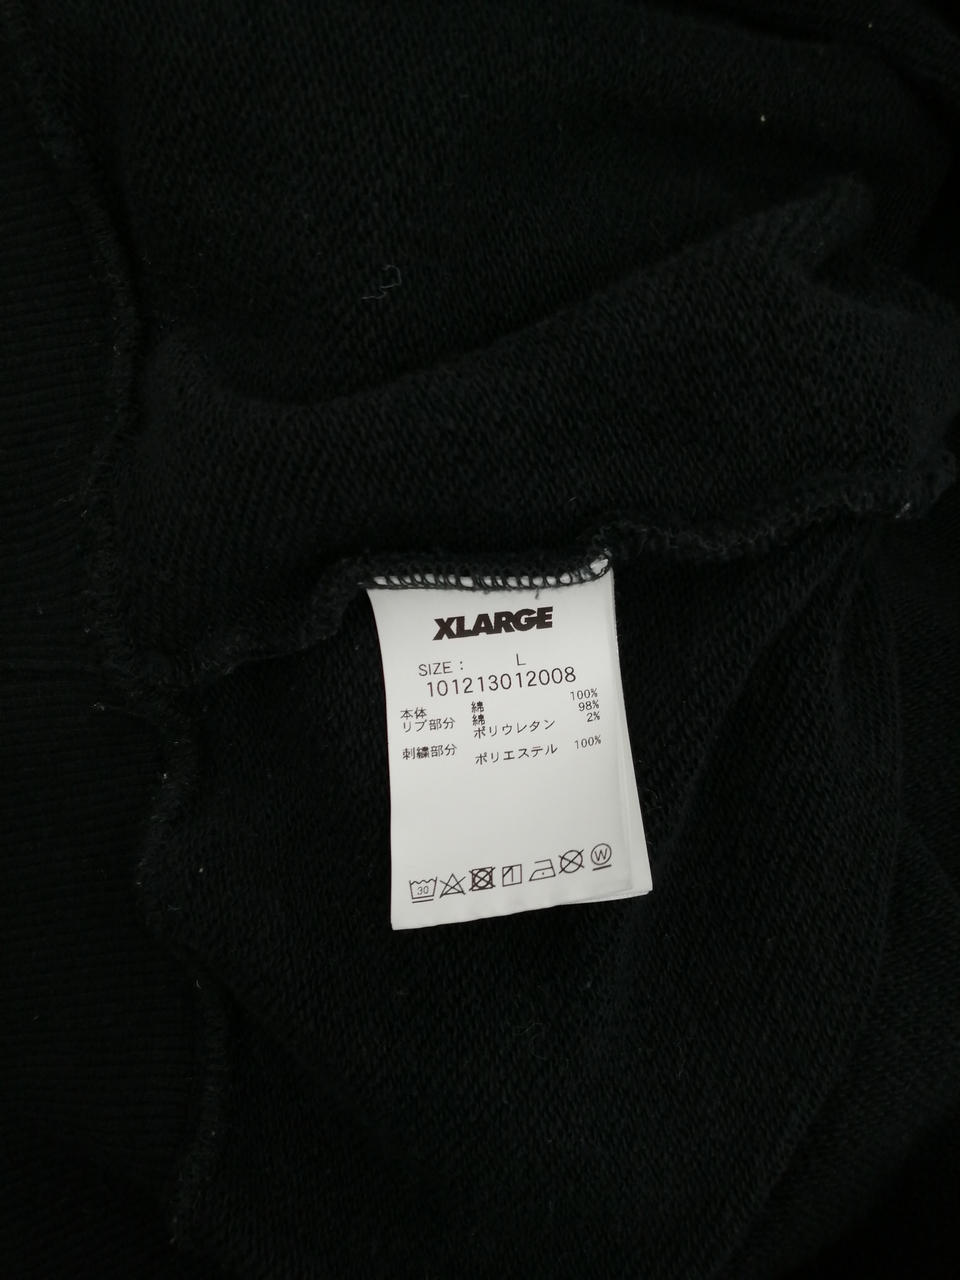 XLARGE
SIZE : L
101213012008
本体 綿 100%
リブ部分 綿 98%
ポリウレタン 2%
刺繍部分 ポリエステル 100%
30 W